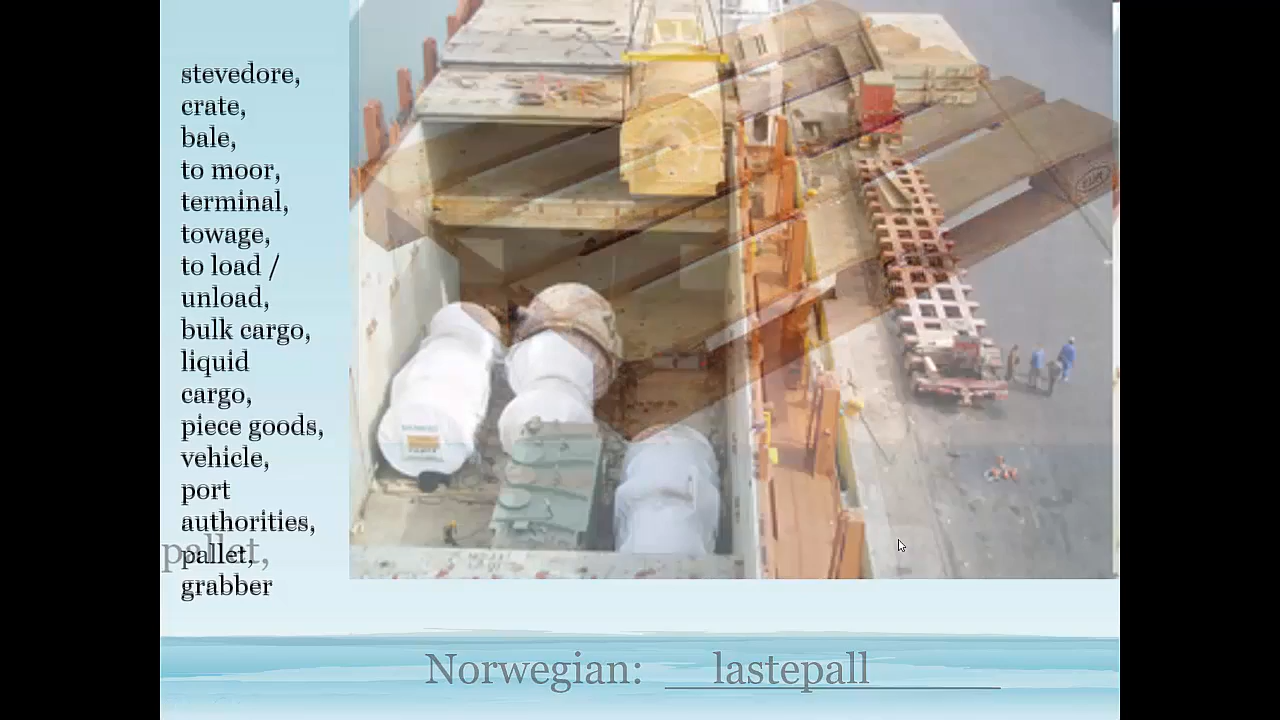 stevedore,
crate,
bale,
to moor,
terminal,
towage,
to load /
unload,
bulk cargo,
liquid
cargo,
piece goods,
vehicle,
port
authorities,
pallet,
pallet,
grabber
Norwegian: lastepall